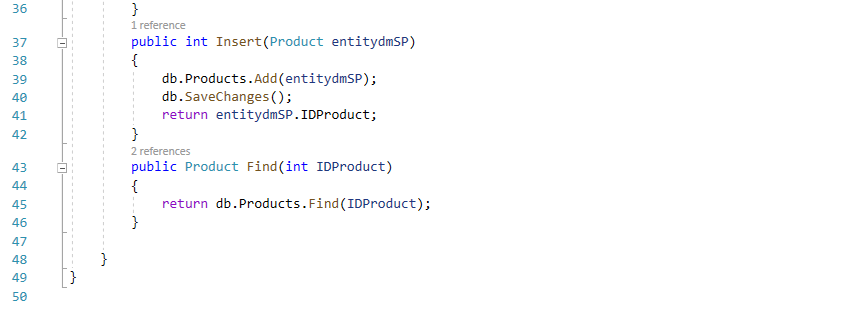 36 }
1 reference
37 public int Insert(Product entitydmSP)
38 {
39 db.Products.Add(entitydmSP);
40 db.SaveChanges();
41 return entitydmSP.IDProduct;
42 }
2 references
43 public Product Find(int IDProduct)
44 {
45 return db.Products.Find(IDProduct);
46 }
47
48 }
49 }
50